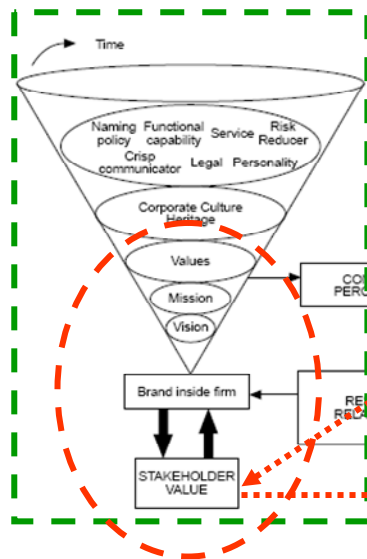 Time
Naming policy
Functional capability
Service
Risk Reducer
Crisp communicator
Legal
Personality
Corporate Culture
Heritage
Values
Mission
Vision
Brand inside firm
STAKEHOLDER
VALUE